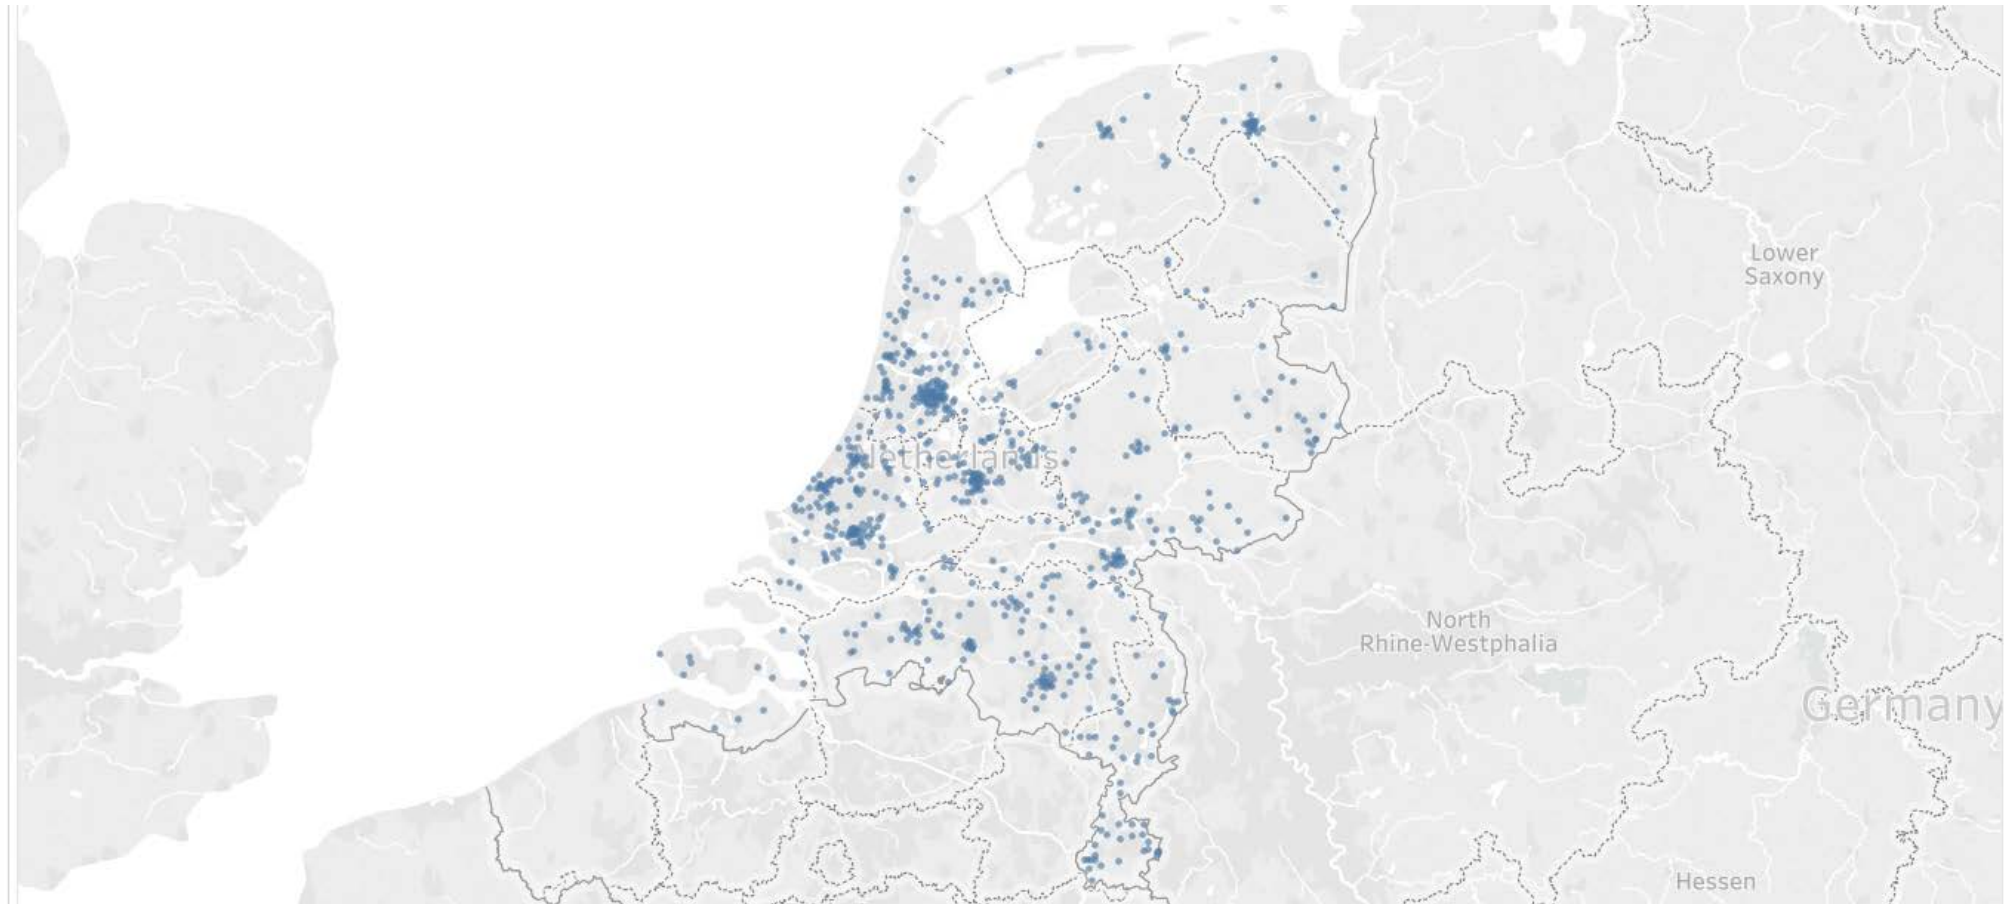 Lower
Saxony
Netherlands
North
Rhine-Westphalia
Germany
Hessen